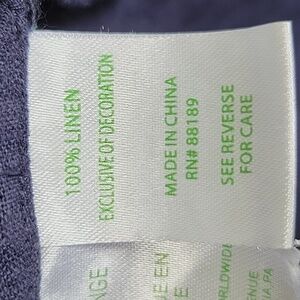 100% LINEN
EXCLUSIVE OF DECORATION
MADE IN CHINA
RN# 88189
SEE REVERSE
FOR CARE